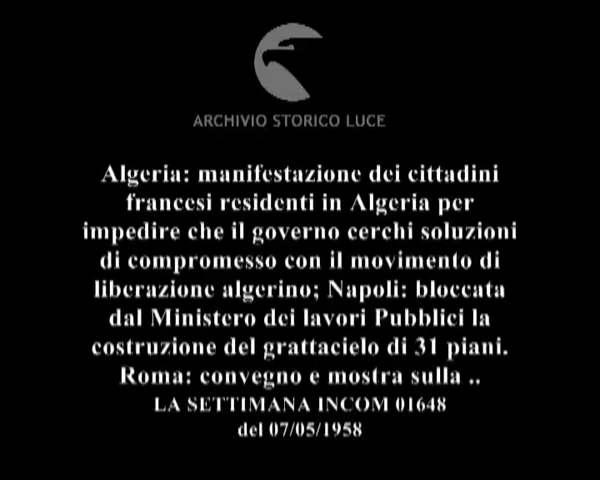 ARCHIVIO STORICO LUCE
Algeria: manifestazione dei cittadini
francesi residenti in Algeria per
impedire che il governo cerchi soluzioni
di compromesso con il movimento di
liberazione algerino; Napoli: bloccata
dal Ministero dei lavori Pubblici la
costruzione del grattacielo di 31 piani.
Roma: convegno e mostra sulla ..
LA SETTIMANA INCOM 01648
del 07/05/1958